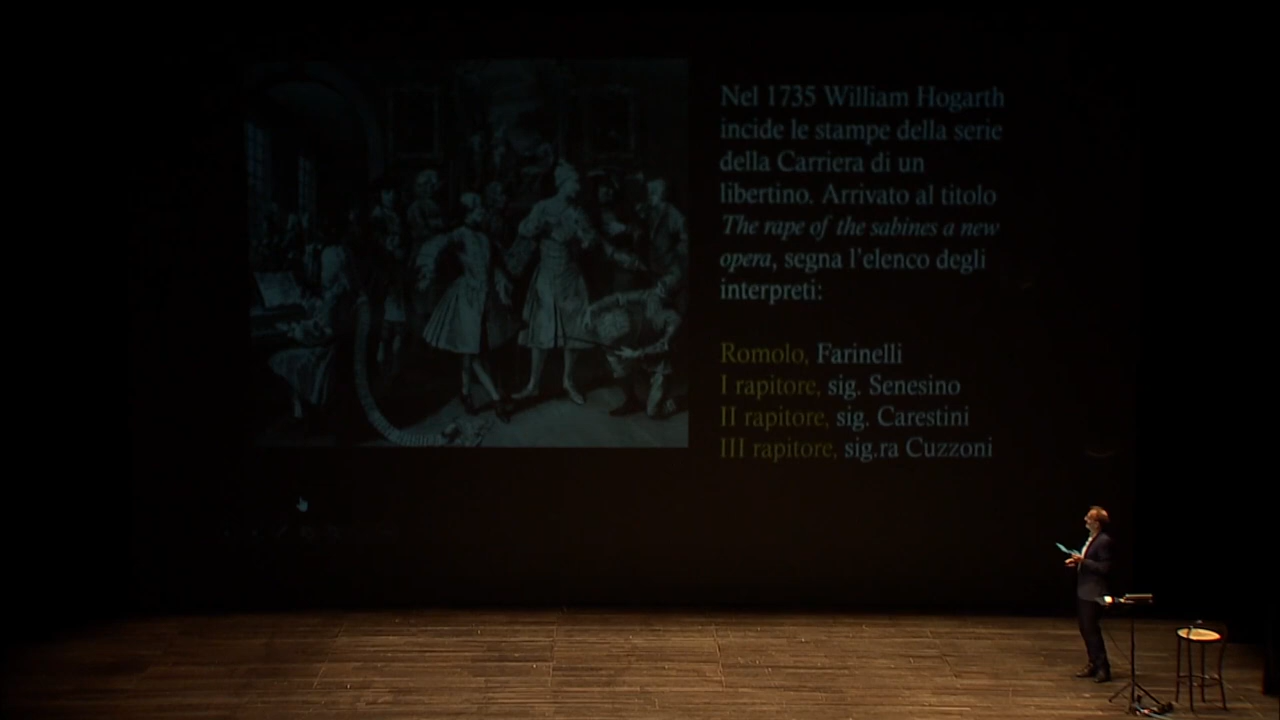 Nel 1735 William Hogarth
incide le stampe della serie
della Carriera di un
libertino. Arrivato al titolo
The rape of the sabines a new
opera, segna l'elenco degli
interpreti:
Romolo, Farinelli
I rapitore, sig. Senesino
II rapitore, sig. Carestini
III rapitore, sig.ra Cuzzoni